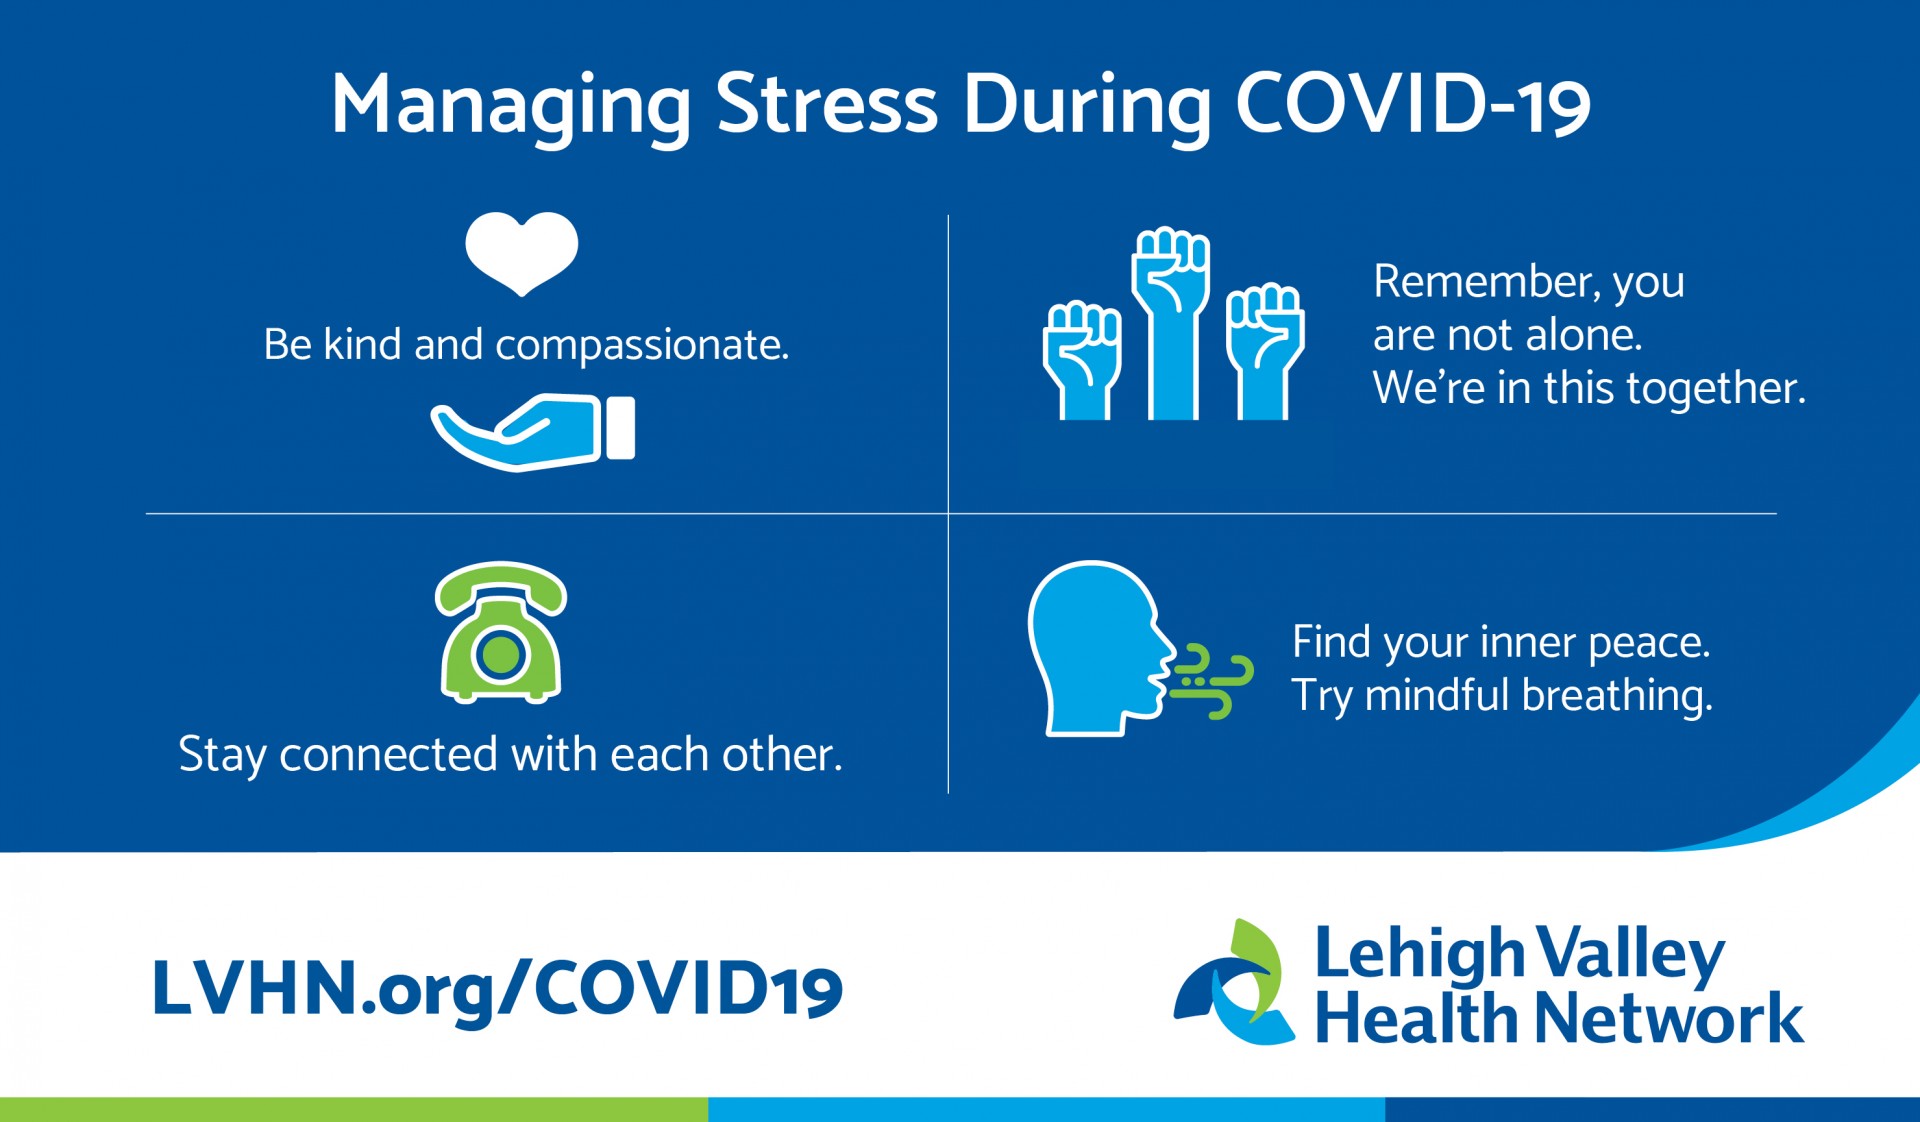 Managing Stress During COVID-19
Be kind and compassionate.
Remember, you
are not alone.
We're in this together.
Stay connected with each other.
Find your inner peace.
Try mindful breathing.
LVHN.org/COVID19
Lehigh Valley
Health Network